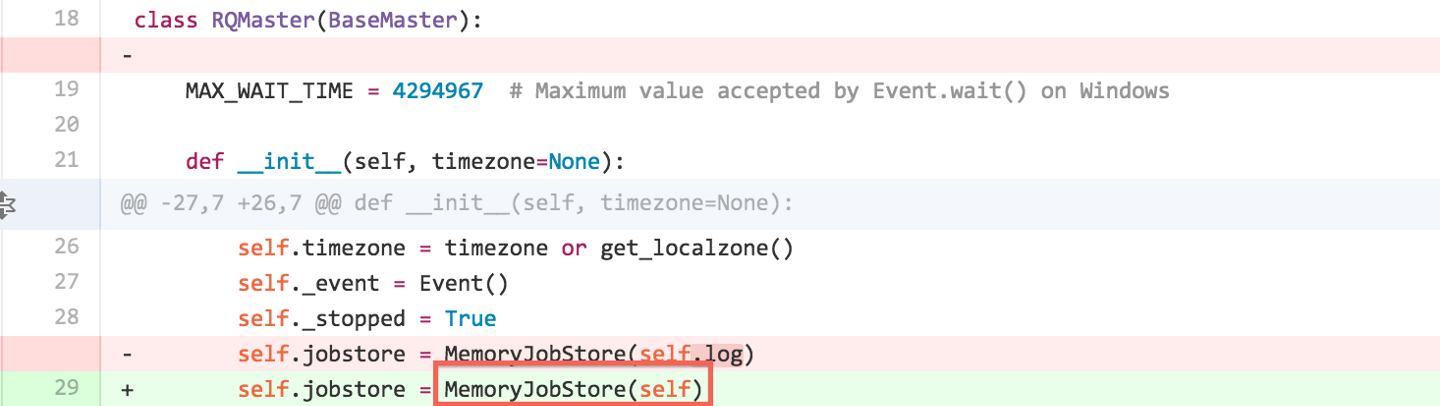 18 class RQMaster(BaseMaster):
-
19 MAX_WAIT_TIME = 4294967 # Maximum value accepted by Event.wait() on Windows
20
21 def __init__(self, timezone=None):
@@ -27,7 +26,7 @@ def __init__(self, timezone=None):
26 self.timezone = timezone or get_localzone()
27 self._event = Event()
28 self._stopped = True
- self.jobstore = MemoryJobStore(self.log)
29 + self.jobstore = MemoryJobStore(self)